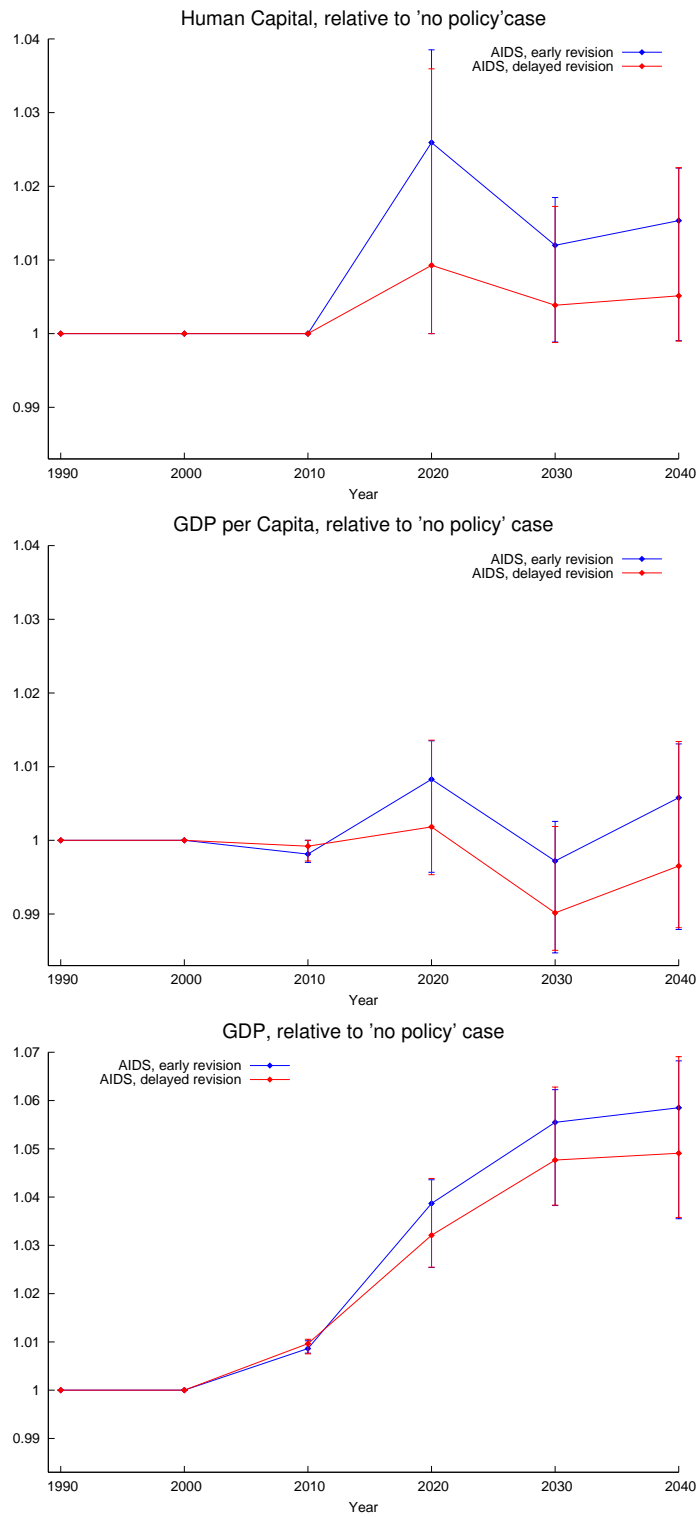 Human Capital, relative to 'no policy'case
1.04
AIDS, early revision
AIDS, delayed revision
1.03
1.02
1.01
1
0.99
1990 2000 2010 2020 2030 2040
Year
GDP per Capita, relative to 'no policy' case
1.04
AIDS, early revision
AIDS, delayed revision
1.03
1.02
1.01
1
0.99
1990 2000 2010 2020 2030 2040
Year
GDP, relative to 'no policy' case
1.07
AIDS, early revision
AIDS, delayed revision
1.06
1.05
1.04
1.03
1.02
1.01
1
0.99
1990 2000 2010 2020 2030 2040
Year